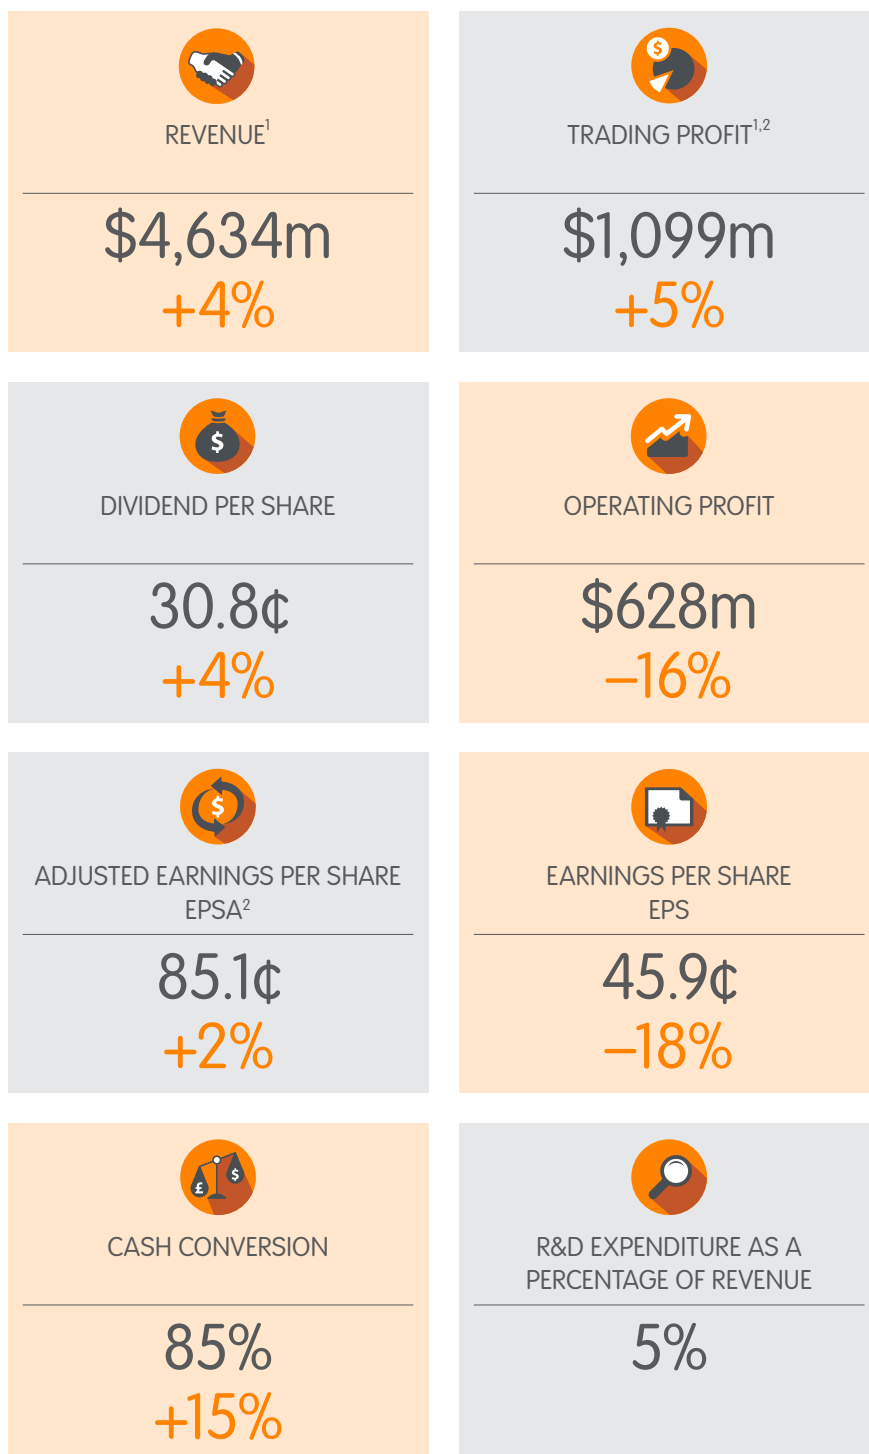 REVENUE¹
$4,634m
+4%
$
TRADING PROFIT¹,²
$1,099m
+5%
$
DIVIDEND PER SHARE
30.8¢
+4%
OPERATING PROFIT
$628m
–16%
$
ADJUSTED EARNINGS PER SHARE
EPSA²
85.1¢
+2%
EARNINGS PER SHARE
EPS
45.9¢
–18%
£ $
CASH CONVERSION
85%
+15%
R&D EXPENDITURE AS A
PERCENTAGE OF REVENUE
5%